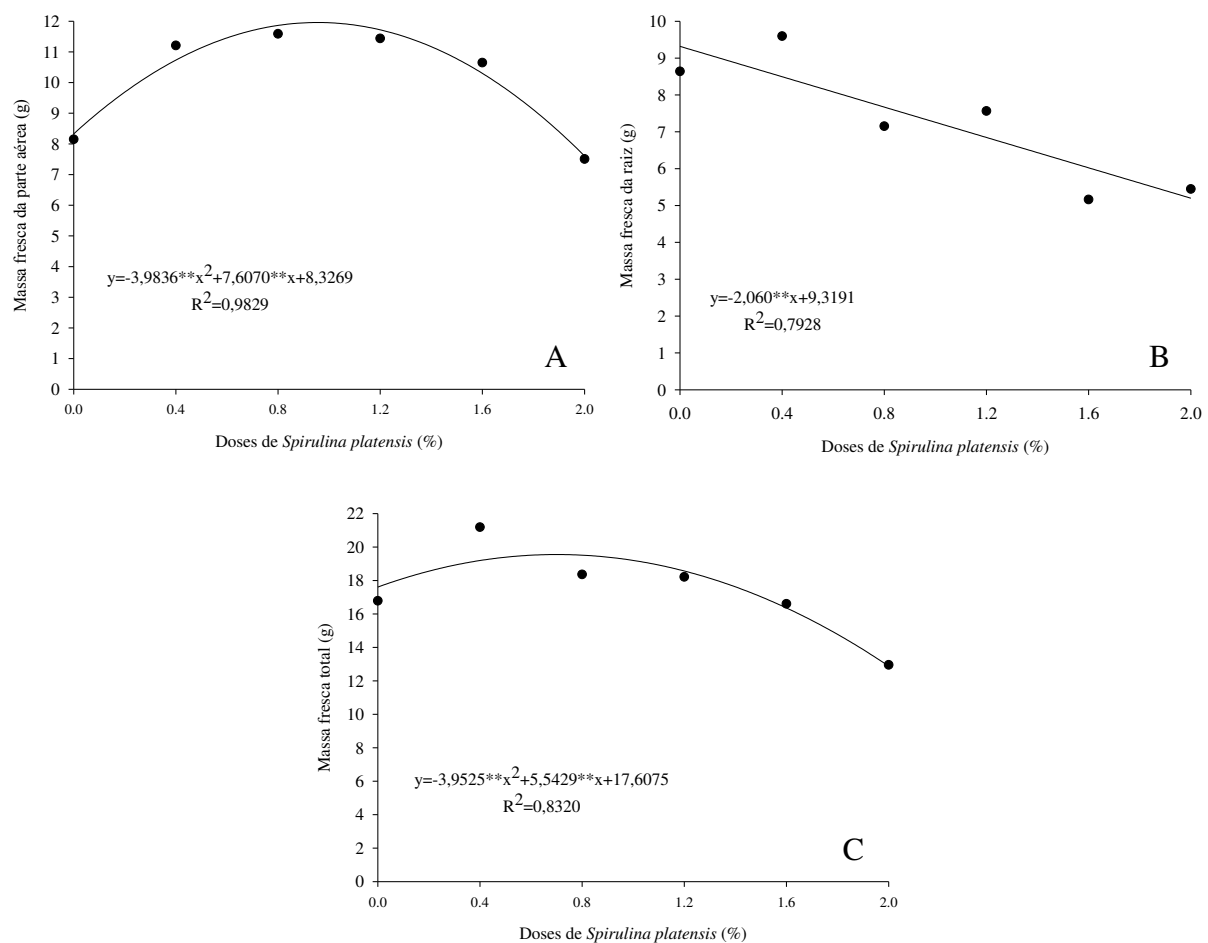 12
11
10
9
8
7
6
5
4
3
2
1
0
Massa fresca da parte aérea (g)
y=-3,9836**x2+7,6070**x+8,3269
R2=0,9829
A
0.0 0.4 0.8 1.2 1.6 2.0
Doses de Spirulina platensis (%)
10
9
8
7
6
5
4
3
2
1
0
Massa fresca da raiz (g)
y=-2,060**x+9,3191
R2=0,7928
B
0.0 0.4 0.8 1.2 1.6 2.0
Doses de Spirulina platensis (%)
22
20
18
16
14
12
10
8
6
4
2
0
Massa fresca total (g)
y=-3,9525**x2+5,5429**x+17,6075
R2=0,8320
C
0.0 0.4 0.8 1.2 1.6 2.0
Doses de Spirulina platensis (%)